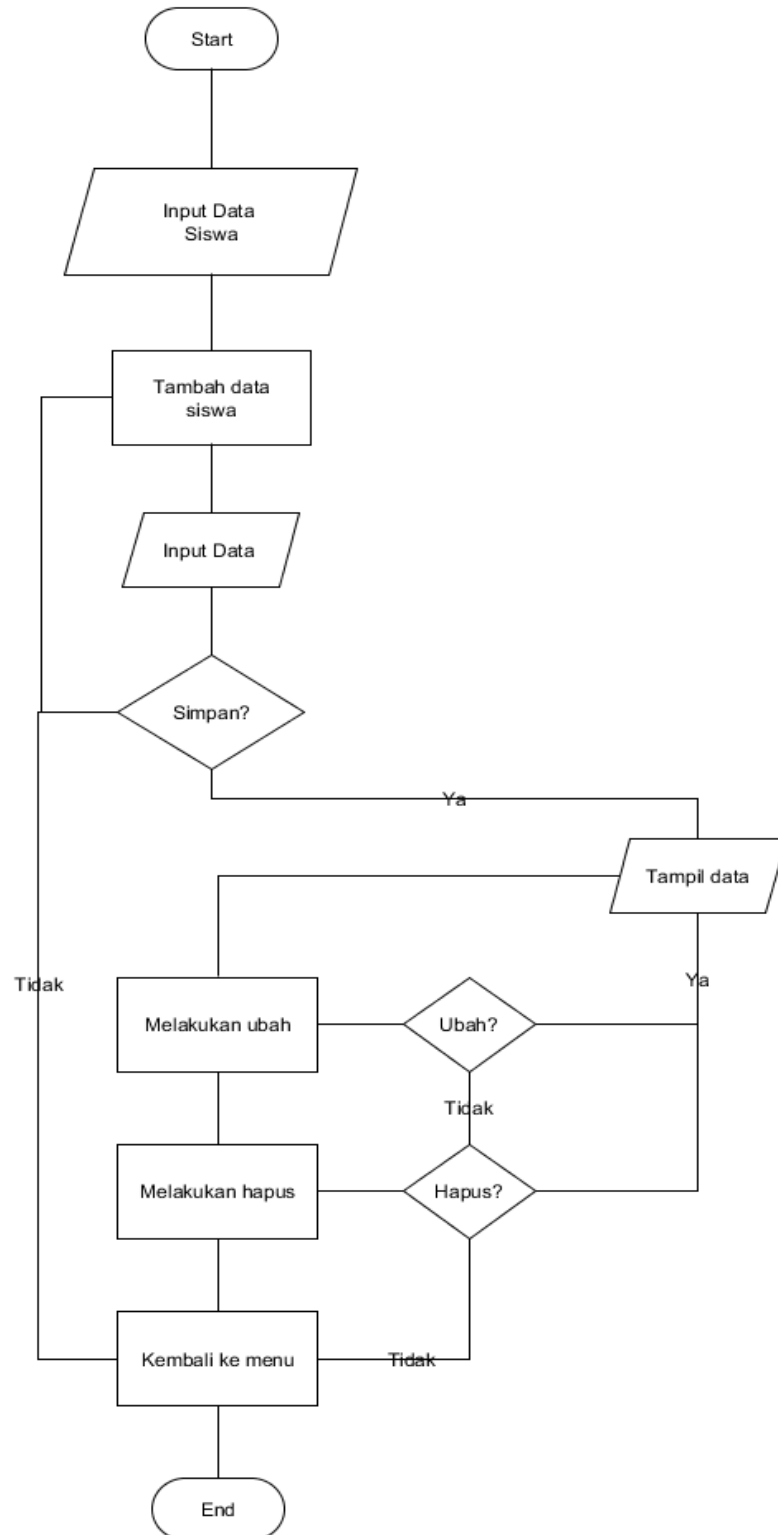 Start
Input Data
Siswa
Tambah data
siswa
Input Data
Simpan?
Ya
Tampil data
Tidak
Ya
Melakukan ubah
Ubah?
Tidak
Melakukan hapus
Hapus?
Kembali ke menu
Tidak
End